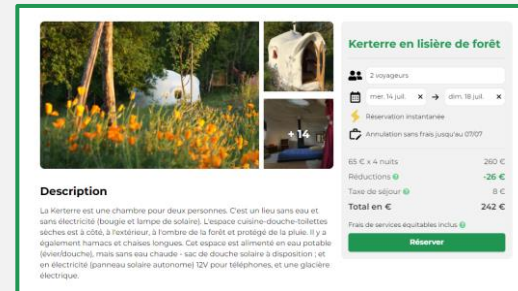 + 14
Kerterre en lisière de forêt
2 voyageurs
mer. 14 juil. × → dim. 18 juil. ×
Réservation instantanée
Annulation sans frais jusqu'au 07/07
65 € x 4 nuits 260 €
Réductions -26 €
Taxe de séjour 8 €
Total en € 242 €
Frais de services équitables inclus
Réserver
Description
La Kerterre est une chambre pour deux personnes. C'est un lieu sans eau et
sans électricité (bougie et lampe de solaire). L'espace cuisine-douche-toilettes
sèches est à côté, à l'extérieur, à l'ombre de la forêt et protégé de la pluie. Il y a
également hamacs et chaises longues. Cet espace est alimenté en eau potable
(évier/douche), mais sans eau chaude - sac de douche solaire à disposition ; et
en électricité (panneau solaire autonome) 12V pour téléphones, et une glacière
électrique.